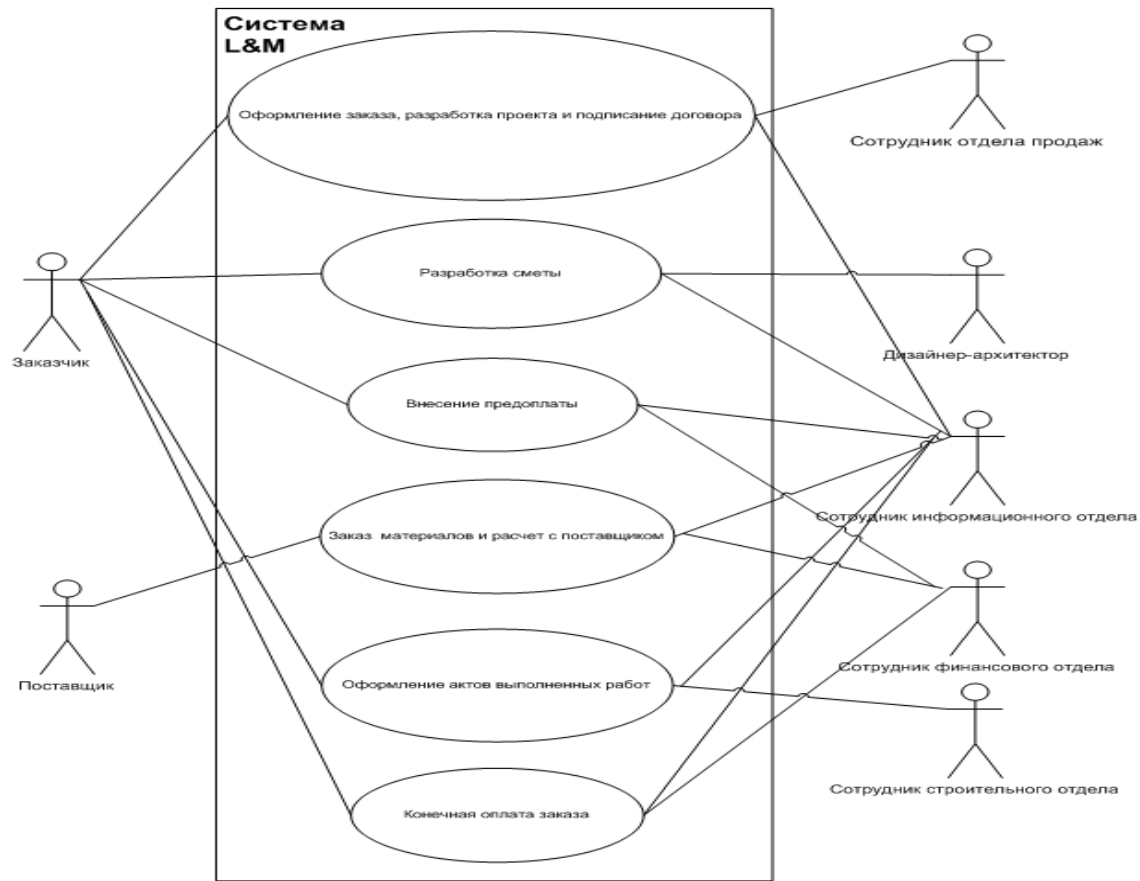 Система
L&M
Оформление заказа, разработка проекта и подписание договора
Сотрудник отдела продаж
Разработка сметы
Заказчик
Дизайнер-архитектор
Внесение предоплаты
Сотрудник информационного отдела
Заказ материалов и расчет с поставщиком
Поставщик
Сотрудник финансового отдела
Оформление актов выполненных работ
Сотрудник строительного отдела
Конечная оплата заказа